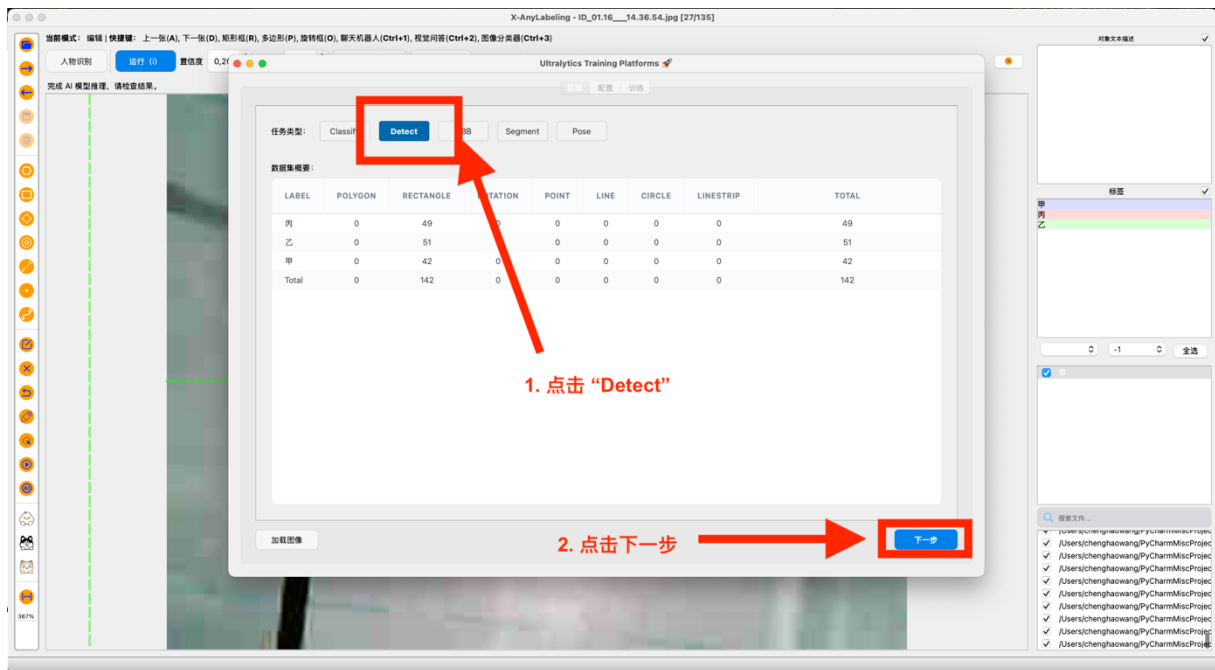 X-AnyLabeling - ID_01.16___14.36.54.jpg [27/135]
当前模式： 编辑 | 快捷键： 上一张(A), 下一张(D), 矩形框(R), 多边形(P), 旋转框(O), 聊天机器人(Ctrl+1), 视觉问答(Ctrl+2), 图像分类器(Ctrl+3)
对象文本描述
人物识别 运行 (i) 置信度
Ultralytics Training Platforms 🚀
完成 AI 模型推理，请检查结果。
配置 训练
任务类型: Detect Segment Pose
数据集概要:
LABEL POLYGON RECTANGLE POINT LINE CIRCLE LINESTRIP TOTAL
丙 0 49 0 0 0 0 49
乙 0 51 0 0 0 0 51
甲 0 42 0 0 0 0 0 42
Total 0 142 0 0 0 0 0 142
标签
甲
丙
乙
-1 全选
1. 点击 “Detect”
搜索文件...
加载图像
2. 点击下一步
下一步
/Users/chenghaowang/PyCharmMiscProjec
/Users/chenghaowang/PyCharmMiscProjec
/Users/chenghaowang/PyCharmMiscProjec
/Users/chenghaowang/PyCharmMiscProjec
/Users/chenghaowang/PyCharmMiscProjec
/Users/chenghaowang/PyCharmMiscProjec
/Users/chenghaowang/PyCharmMiscProjec
/Users/chenghaowang/PyCharmMiscProjec
/Users/chenghaowang/PyCharmMiscProjec
/Users/chenghaowang/PyCharmMiscProjec
367%